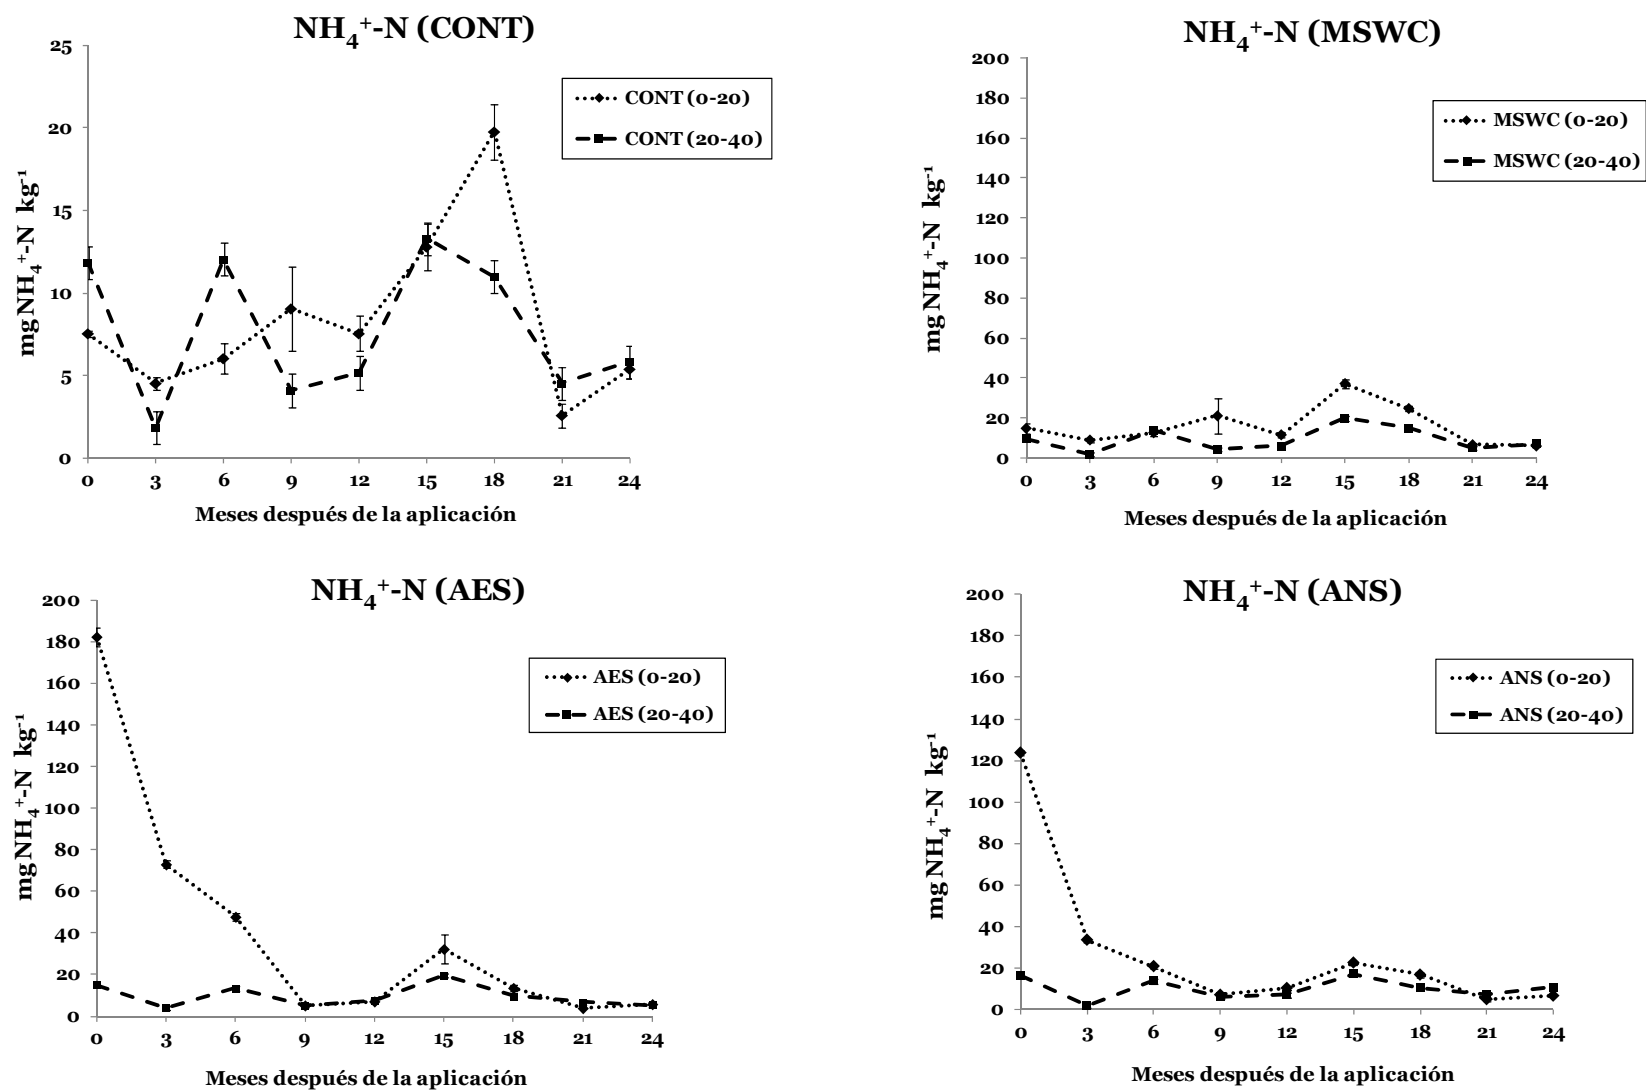 NH₄⁺-N (CONT)
mg NH₄⁺-N kg⁻¹
25
20
15
10
5
0
CONT (0-20)
CONT (20-40)
0 3 6 9 12 15 18 21 24
Meses después de la aplicación
NH₄⁺-N (MSWC)
mg NH₄⁺-N kg⁻¹
200
180
160
140
120
100
80
60
40
20
0
MSWC (0-20)
MSWC (20-40)
0 3 6 9 12 15 18 21 24
Meses después de la aplicación
NH₄⁺-N (AES)
mg NH₄⁺-N kg⁻¹
200
180
160
140
120
100
80
60
40
20
0
AES (0-20)
AES (20-40)
0 3 6 9 12 15 18 21 24
Meses después de la aplicación
NH₄⁺-N (ANS)
mg NH₄⁺-N kg⁻¹
200
180
160
140
120
100
80
60
40
20
0
ANS (0-20)
ANS (20-40)
0 3 6 9 12 15 18 21 24
Meses después de la aplicación